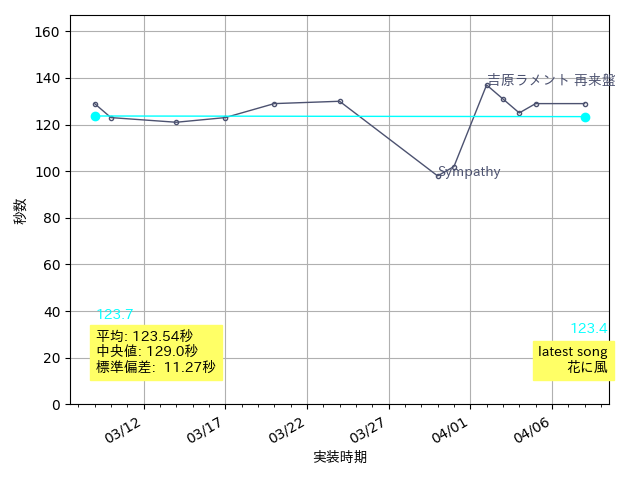 160
140
120
100
80
60
40
20
0
秒数
吉原ラメント 再来盤
Sympathy
123.7
平均: 123.54秒
中央値: 129.0秒
標準偏差: 11.27秒
123.4
latest song
花に風
03/12
03/17
03/22
03/27
04/01
04/06
実装時期